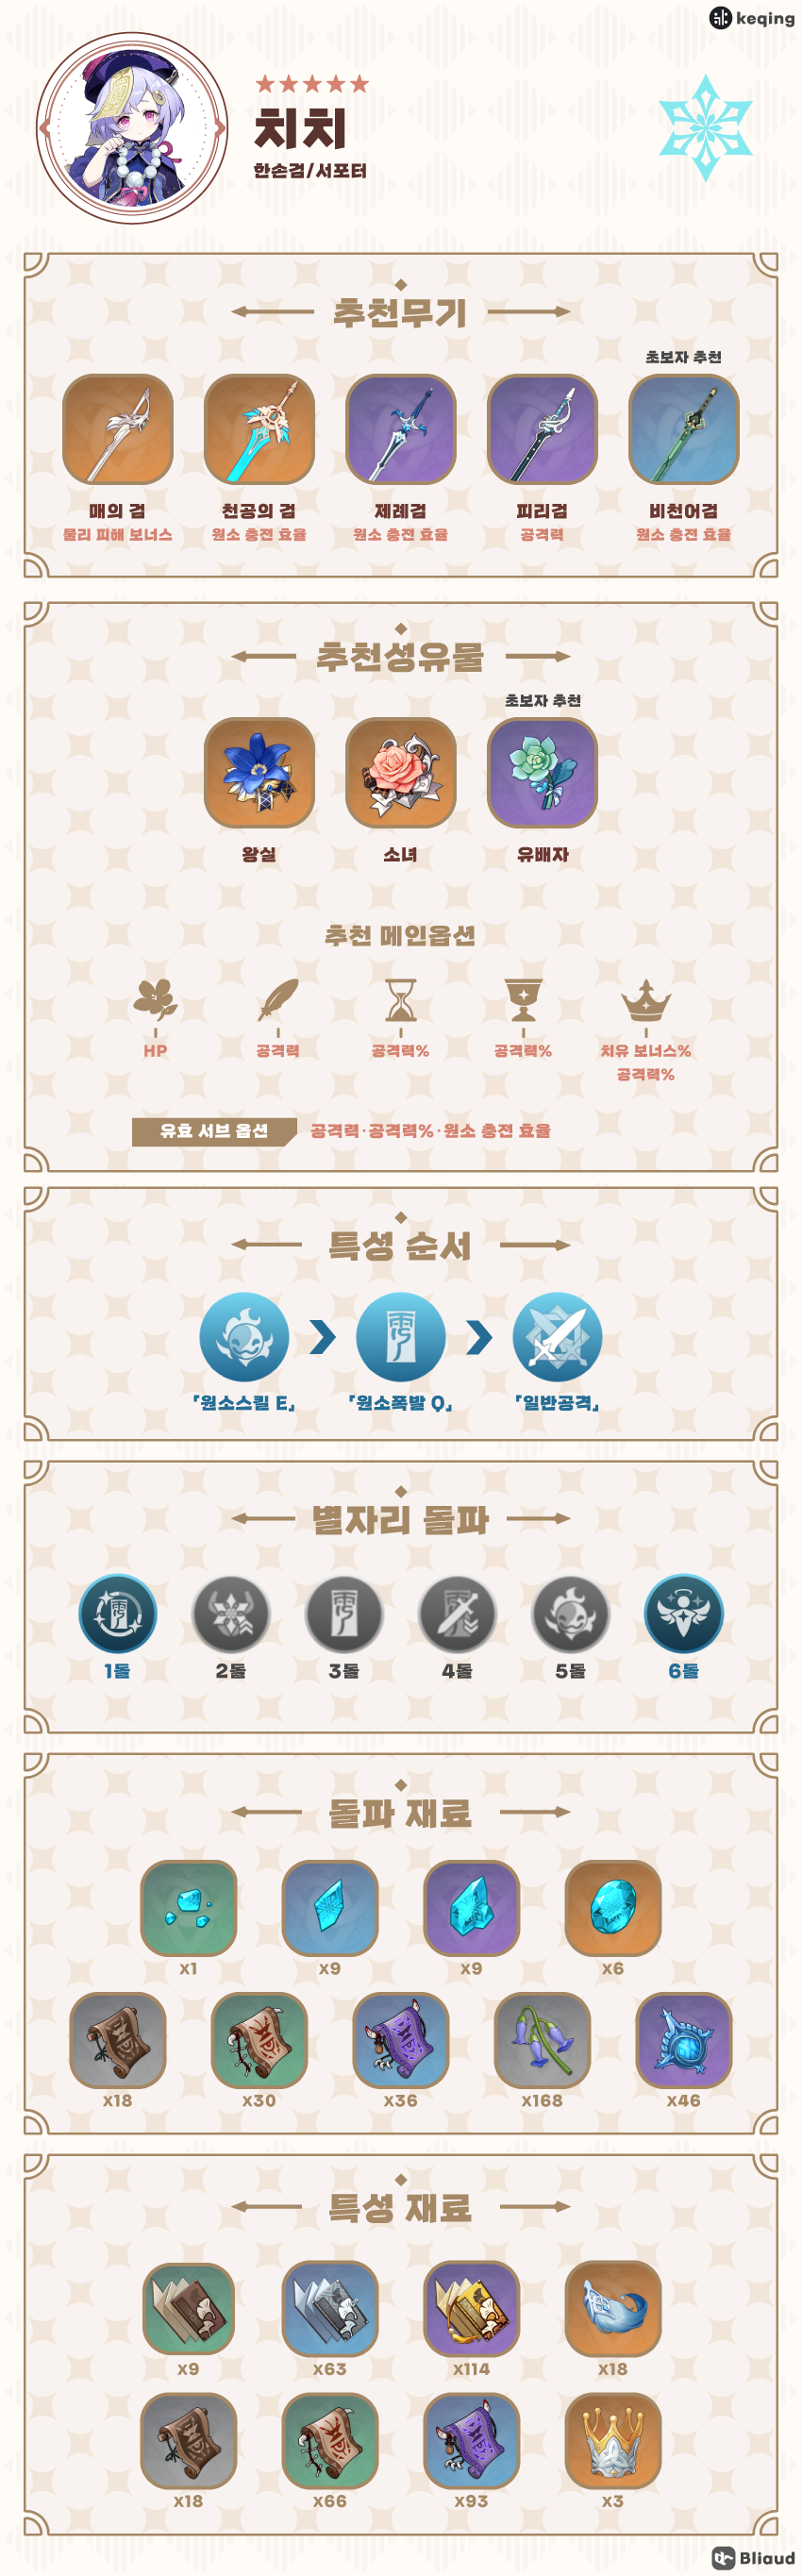 keqing
치치
한손검/서포터
추천무기
초보자 추천
매의 검 천공의 검 제례검 피리검 비천어검
물리 피해 보너스 원소 충전 효율 원소 충전 효율 공격력 원소 충전 효율
추천성유물
초보자 추천
왕실 소녀 유배자
추천 메인옵션
HP 공격력 공격력% 공격력% 치유 보너스%
공격력%
유효 서브 옵션 공격력·공격력%·원소 충전 효율
특성 순서
「원소스킬 E」 「원소폭발 Q」 「일반공격」
별자리 돌파
1돌 2돌 3돌 4돌 5돌 6돌
돌파 재료
x1 x9 x9 x6
x18 x30 x36 x168 x46
특성 재료
x9 x63 x114 x18
x18 x66 x93 x3
Bliaud